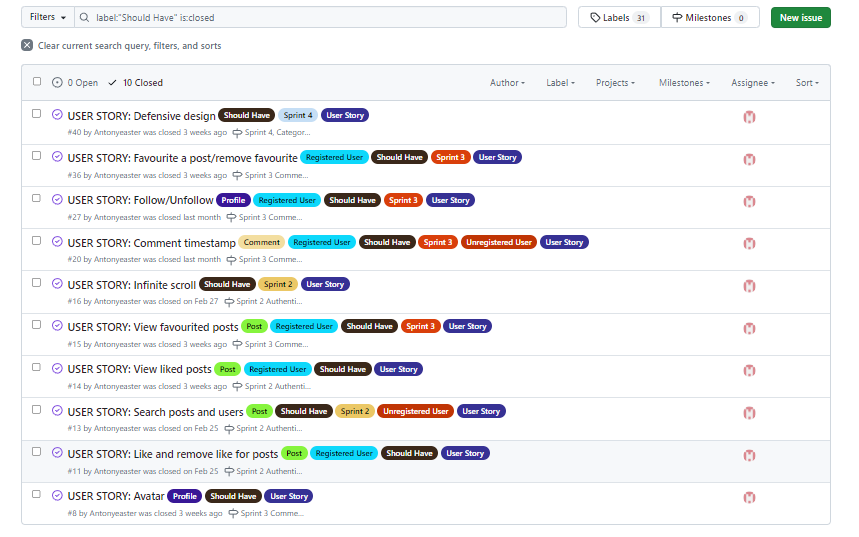 Filters label:"Should Have" is:closed Labels 31 Milestones 0 New issue
Clear current search query, filters, and sorts
0 Open 10 Closed Author Label Projects Milestones Assignee Sort
USER STORY: Defensive design Should Have Sprint 4 User Story
#40 by Antonyeaster was closed 3 weeks ago Sprint 4, Categor...
USER STORY: Favourite a post/remove favourite Registered User Should Have Sprint 3 User Story
#36 by Antonyeaster was closed 3 weeks ago Sprint 3 Comme...
USER STORY: Follow/Unfollow Profile Registered User Should Have Sprint 3 User Story
#27 by Antonyeaster was closed last month Sprint 3 Comme...
USER STORY: Comment timestamp Comment Registered User Should Have Sprint 3 Unregistered User User Story
#20 by Antonyeaster was closed last month Sprint 3 Comme...
USER STORY: Infinite scroll Should Have Sprint 2 User Story
#16 by Antonyeaster was closed on Feb 27 Sprint 2 Authenti...
USER STORY: View favourited posts Post Registered User Should Have Sprint 3 User Story
#15 by Antonyeaster was closed 3 weeks ago Sprint 3 Comme...
USER STORY: View liked posts Post Registered User Should Have User Story
#14 by Antonyeaster was closed 3 weeks ago Sprint 2 Authenti...
USER STORY: Search posts and users Post Should Have Sprint 2 Unregistered User User Story
#13 by Antonyeaster was closed on Feb 25 Sprint 2 Authenti...
USER STORY: Like and remove like for posts Post Registered User Should Have User Story
#11 by Antonyeaster was closed on Feb 25 Sprint 2 Authenti...
USER STORY: Avatar Profile Should Have User Story
#8 by Antonyeaster was closed 3 weeks ago Sprint 3 Comme...